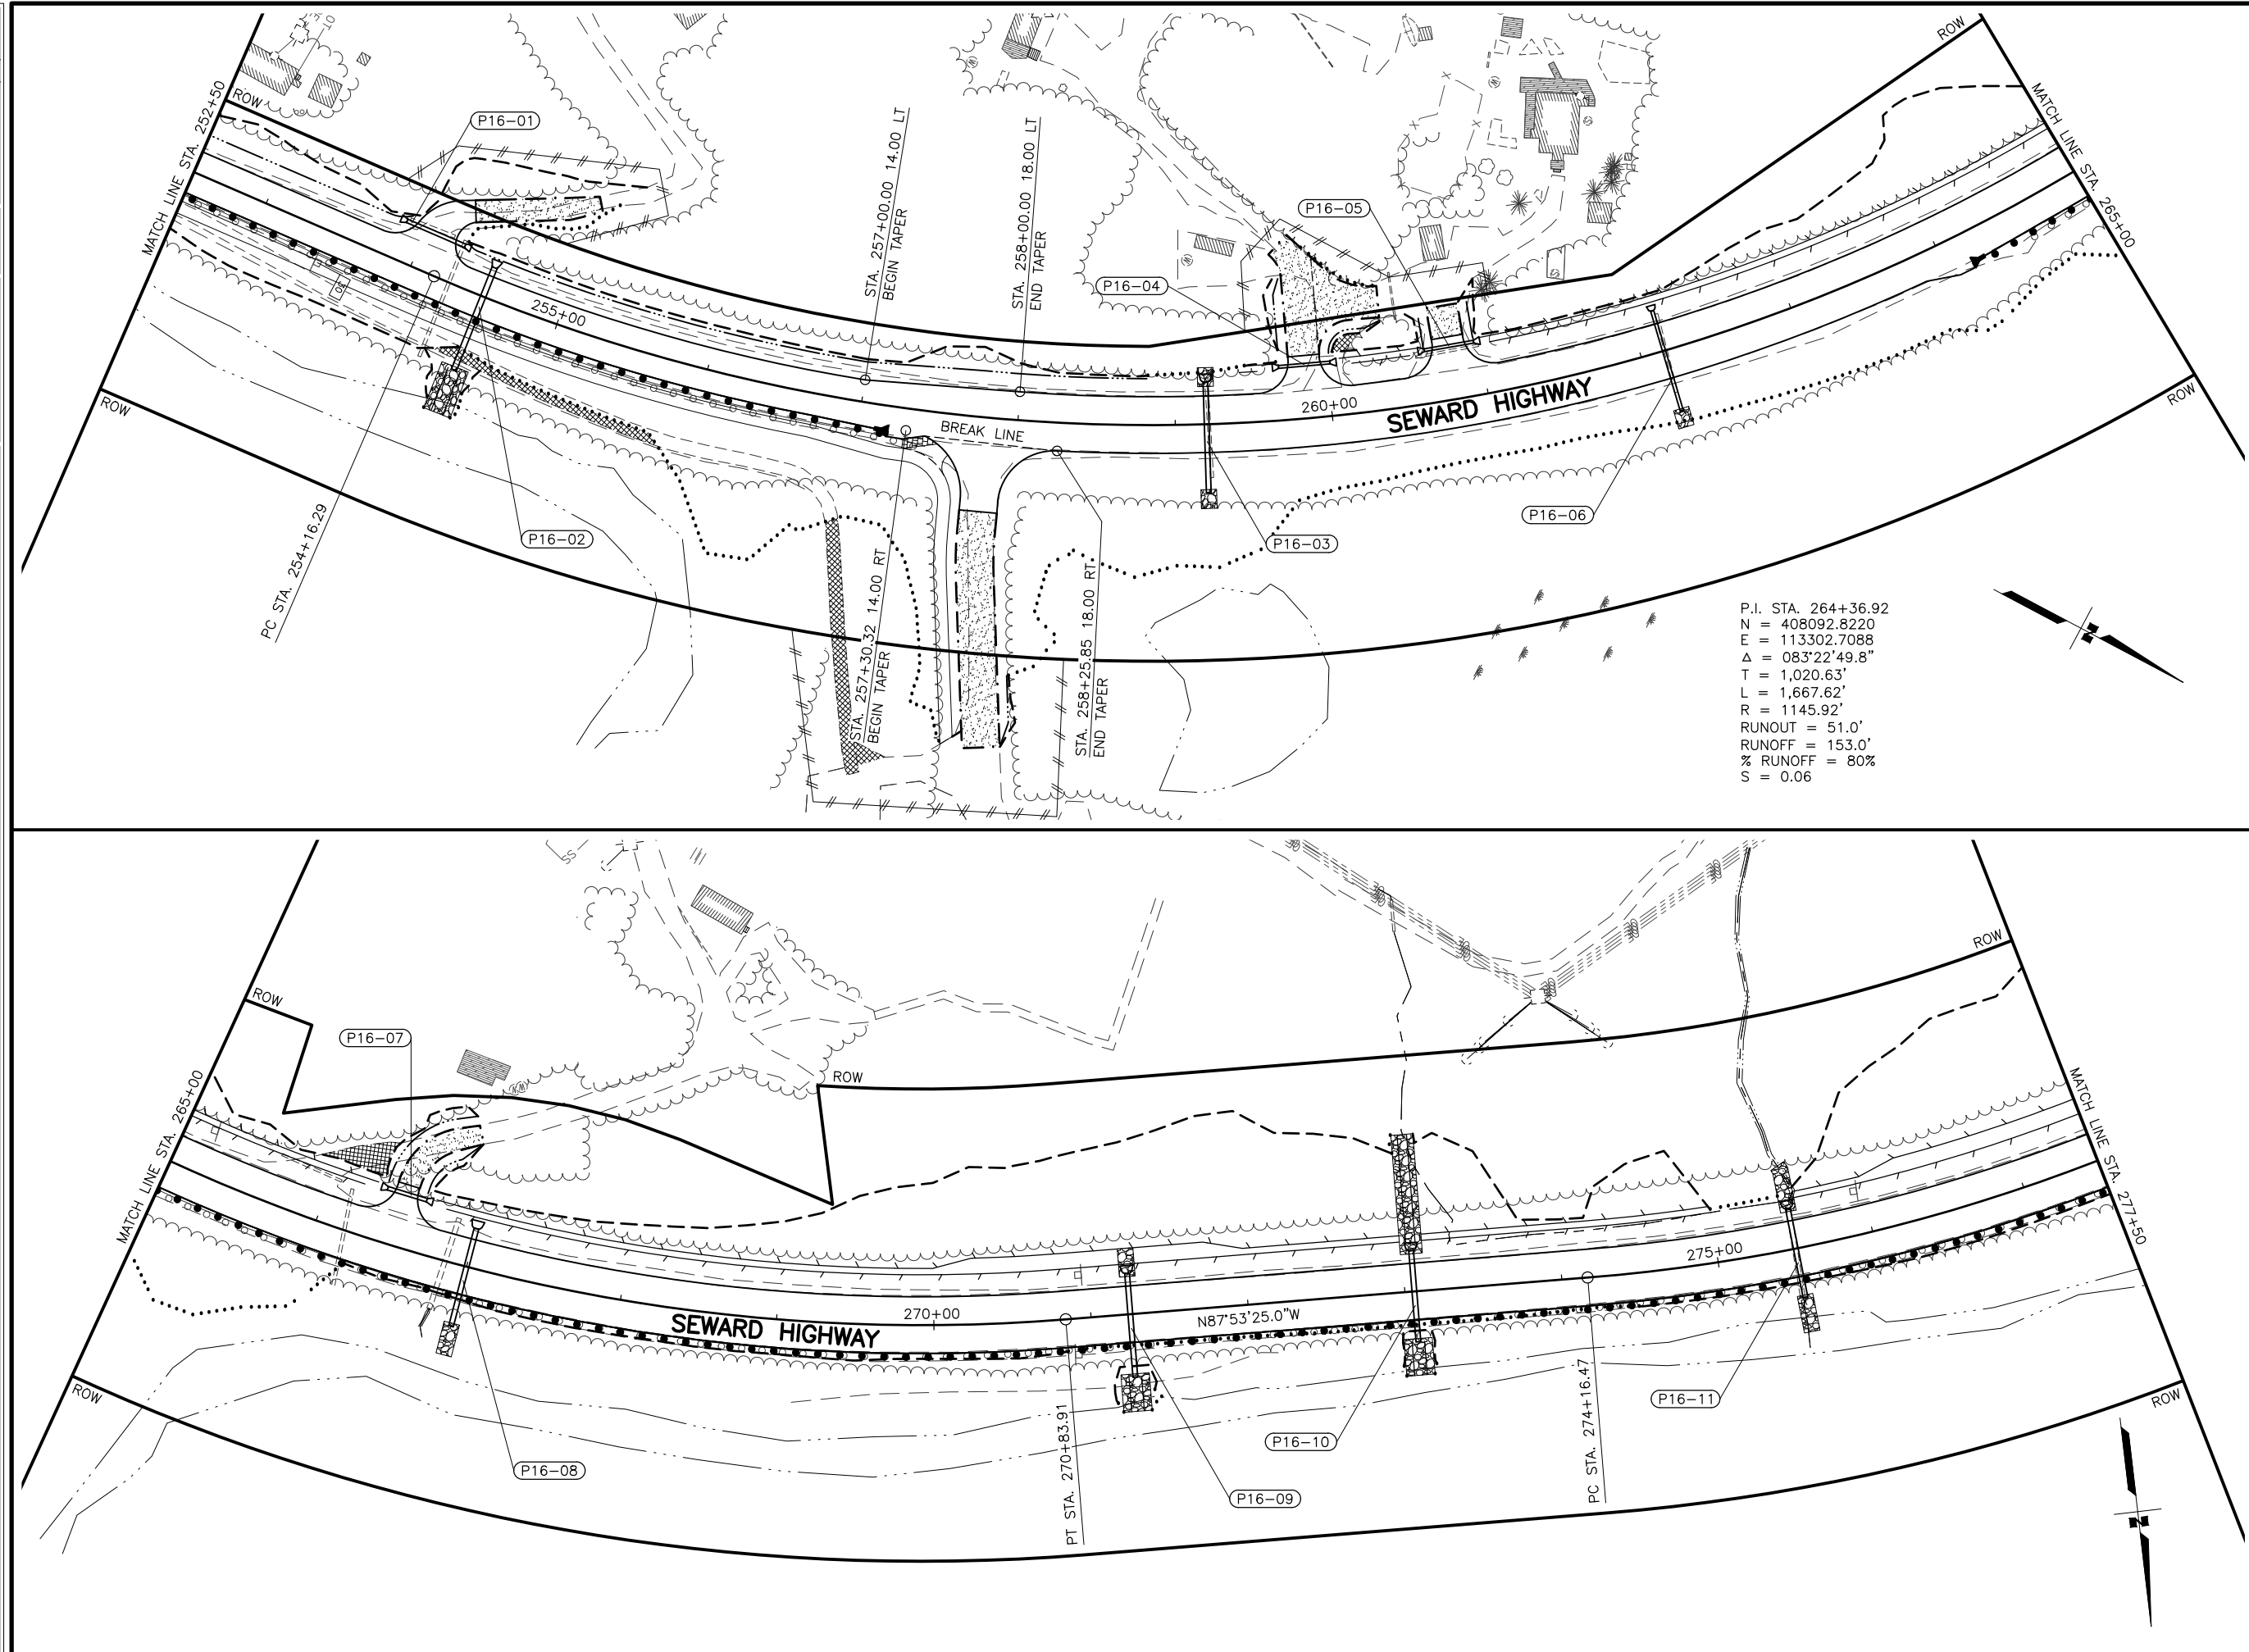 MATCH LINE STA. 252+50
ROW
P16-01
STA. 257+00.00 14.00 LT
BEGIN TAPER
STA. 258+00.00 18.00 LT
END TAPER
P16-04
P16-05
W
W
W
S
S
ROW
MATCH LINE STA. 265+00
30
255+00
BREAK LINE
260+00
SEWARD HIGHWAY
ROW
ROW
PC STA. 254+16.29
P16-02
STA. 257+30.32 14.00 RT
BEGIN TAPER
STA. 258+25.85 18.00 RT
END TAPER
P16-03
P16-06
P.I. STA. 264+36.92
N = 408092.8220
E = 113302.7088
Δ = 083°22'49.8"
T = 1,020.63'
L = 1,667.62'
R = 1145.92'
RUNOUT = 51.0'
RUNOFF = 153.0'
% RUNOFF = 80%
S = 0.06
N
SS
ROW
P16-07
MATCH LINE STA. 265+00
ROW
ROW
MATCH LINE STA. 277+50
SEWARD HIGHWAY
270+00
N87°53'25.0"W
275+00
ROW
P16-08
PT STA. 270+83.91
P16-09
P16-10
PC STA. 274+16.47
P16-11
ROW
N